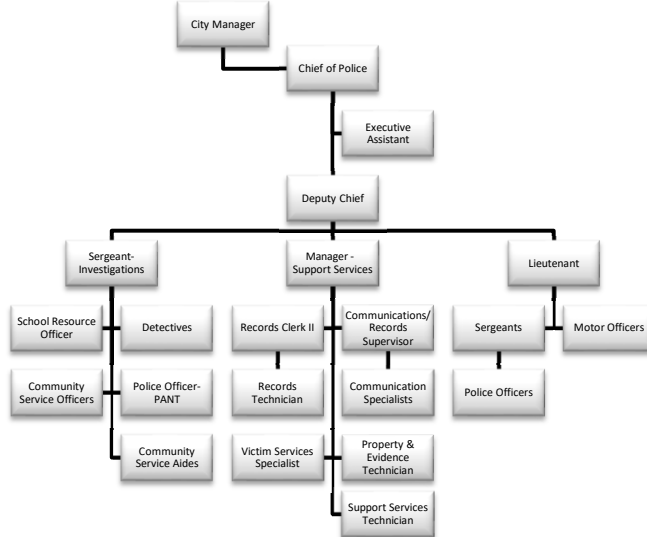 City Manager
Chief of Police
Executive
Assistant
Deputy Chief
Sergeant-
Investigations
Manager -
Support Services
Lieutenant
School Resource
Officer
Detectives
Records Clerk II
Communications/
Records
Supervisor
Sergeants
Motor Officers
Community
Service Officers
Police Officer-
PANT
Records
Technician
Communication
Specialists
Police Officers
Community
Service Aides
Victim Services
Specialist
Property &
Evidence
Technician
Support Services
Technician